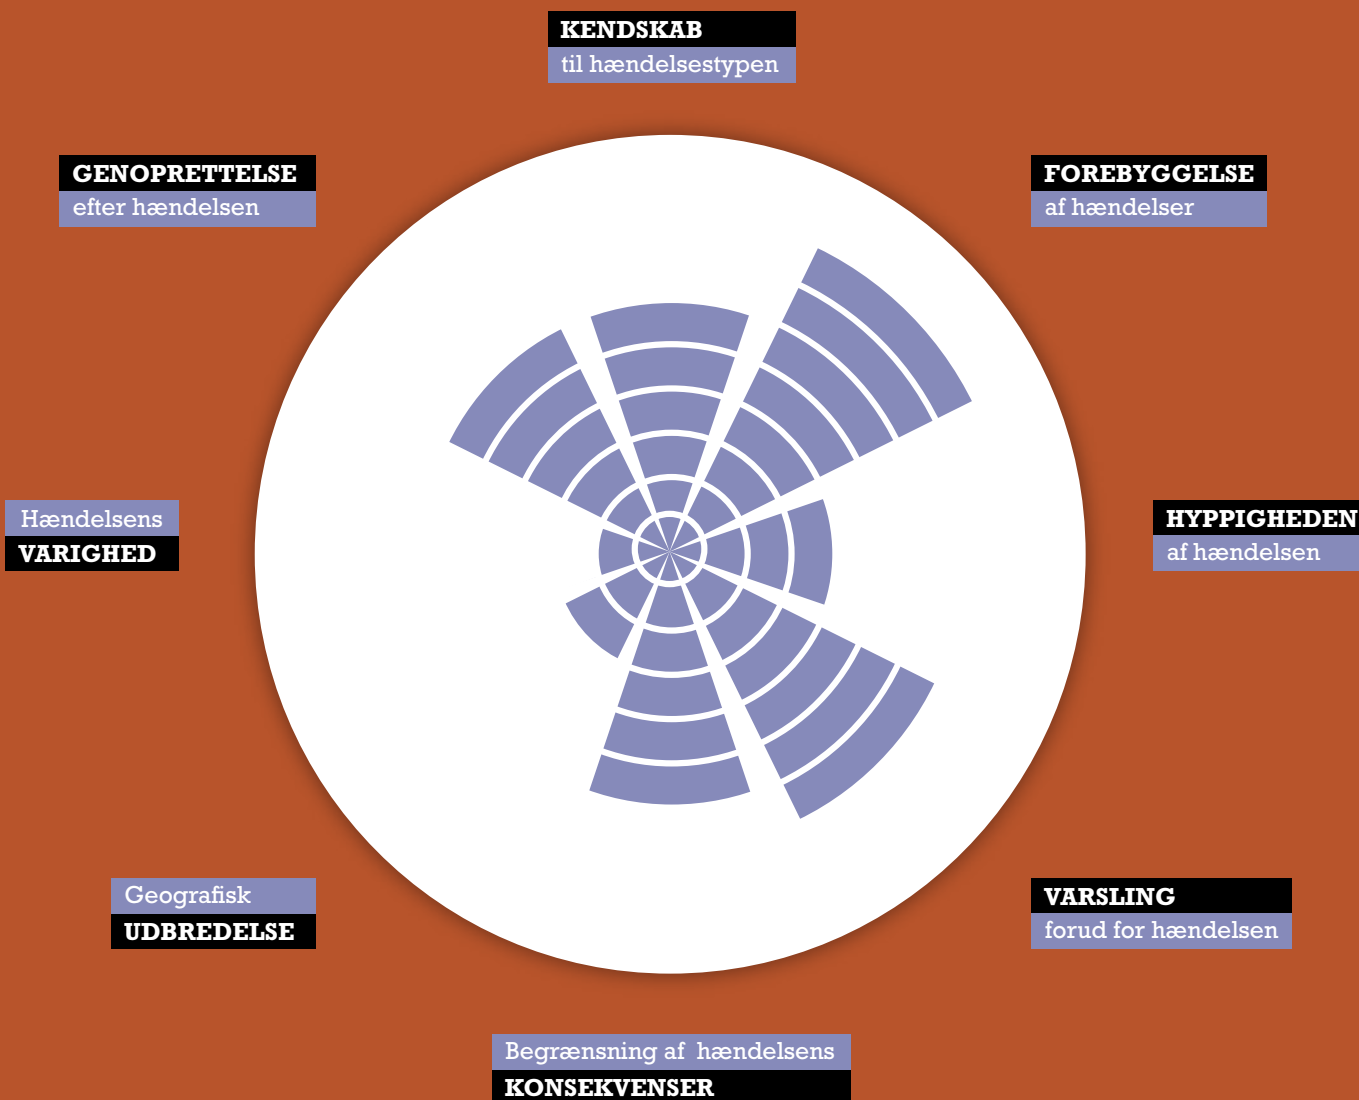 KENDSKAB
til hændelsestypen
GENOPRETTELSE
efter hændelsen
FOREBYGGELSE
af hændelser
Hændelsens
VARIGHED
HYPPIGHEDEN
af hændelsen
Geografisk
UDBREDELSE
VARSLING
forud for hændelsen
Begrænsning af hændelsens
KONSEKVENSER